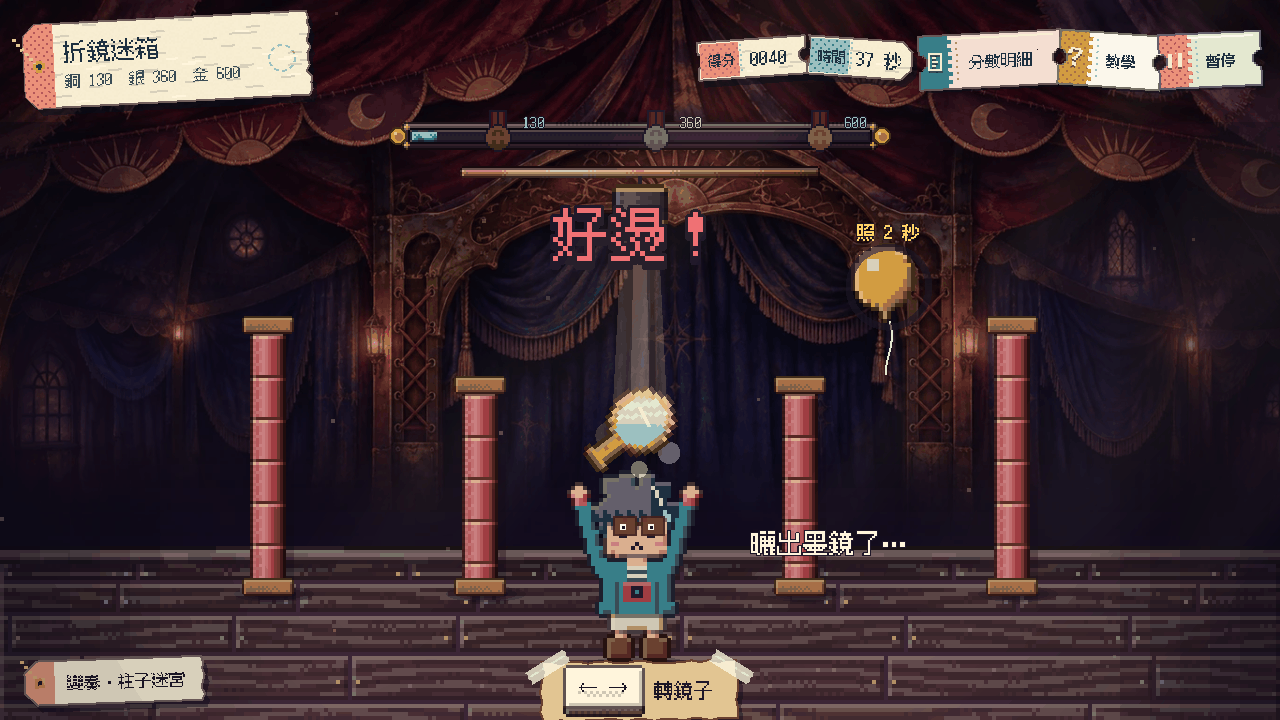 折鏡迷箱
銅 130 銀 360 金 600
得分 0040
時間 37 秒
分數明細
? 教學
暫停
130 360 600
好燙！
照 2 秒
曬出墨鏡了…
變奏·柱子迷宮
轉鏡子